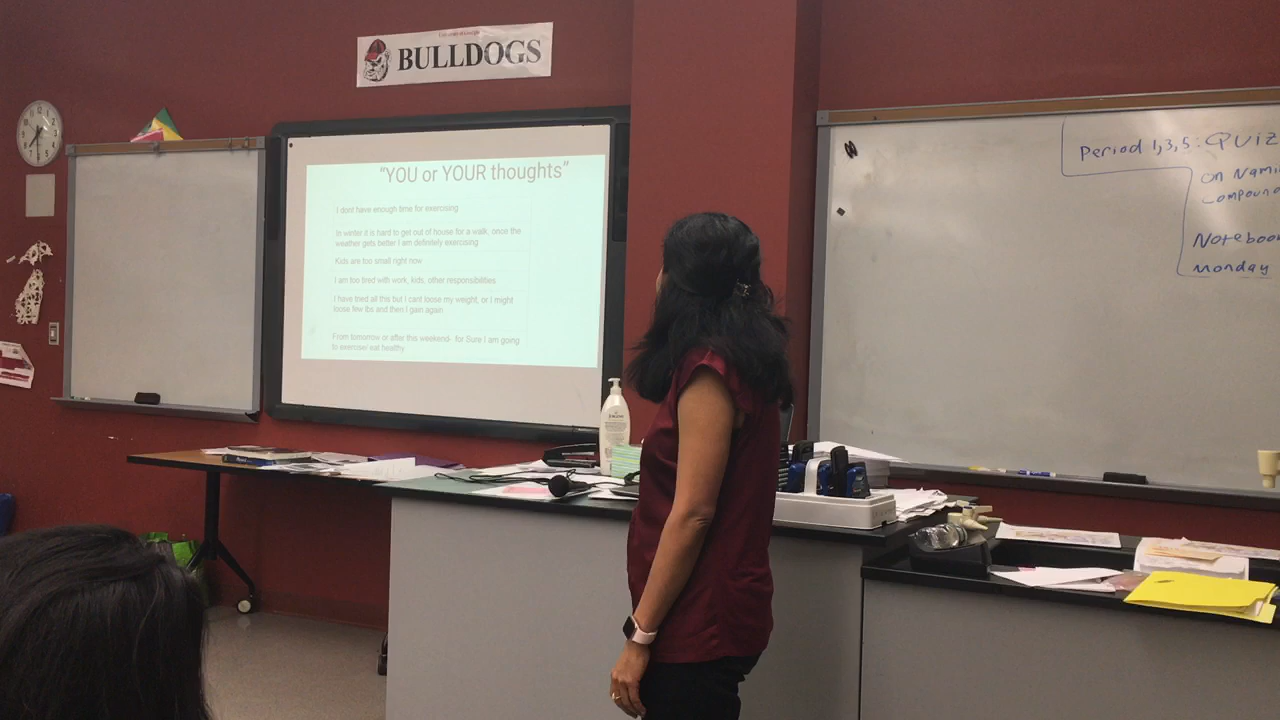 BULLDOGS
"YOU or YOUR thoughts"
I dont have enough time for exercising
In winter it is hard to get out of house for a walk, once the
weather gets better I am definitely exercising
Kids are too small right now
I am too tired with work, kids, other responsibilities
I have tried all this but I cant loose my weight, or I might
loose few lbs and then I gain again
From tomorrow or after this weekend- for Sure I am going
to exercise/ eat healthy
Period 1,3,5: QUIZ
on Nami
Compound
Notebook
Monday